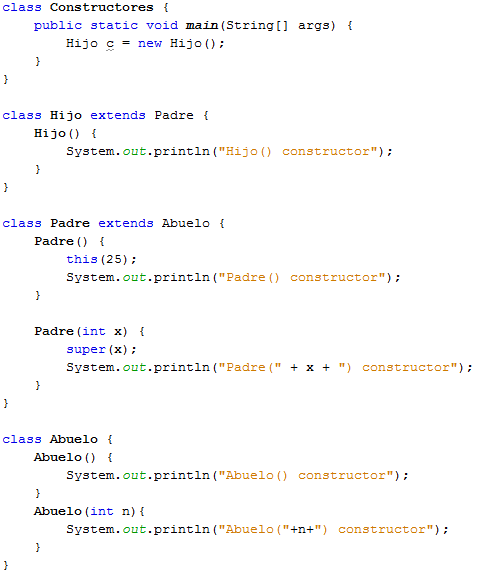 class Constructores {
    public static void main(String[] args) {
        Hijo c = new Hijo();
    }
}

class Hijo extends Padre {
    Hijo() {
        System.out.println("Hijo() constructor");
    }
}

class Padre extends Abuelo {
    Padre() {
        this(25);
        System.out.println("Padre() constructor");
    }

    Padre(int x) {
        super(x);
        System.out.println("Padre(" + x + ") constructor");
    }
}

class Abuelo {
    Abuelo() {
        System.out.println("Abuelo() constructor");
    }
    Abuelo(int n){
        System.out.println("Abuelo("+n+") constructor");
    }
}